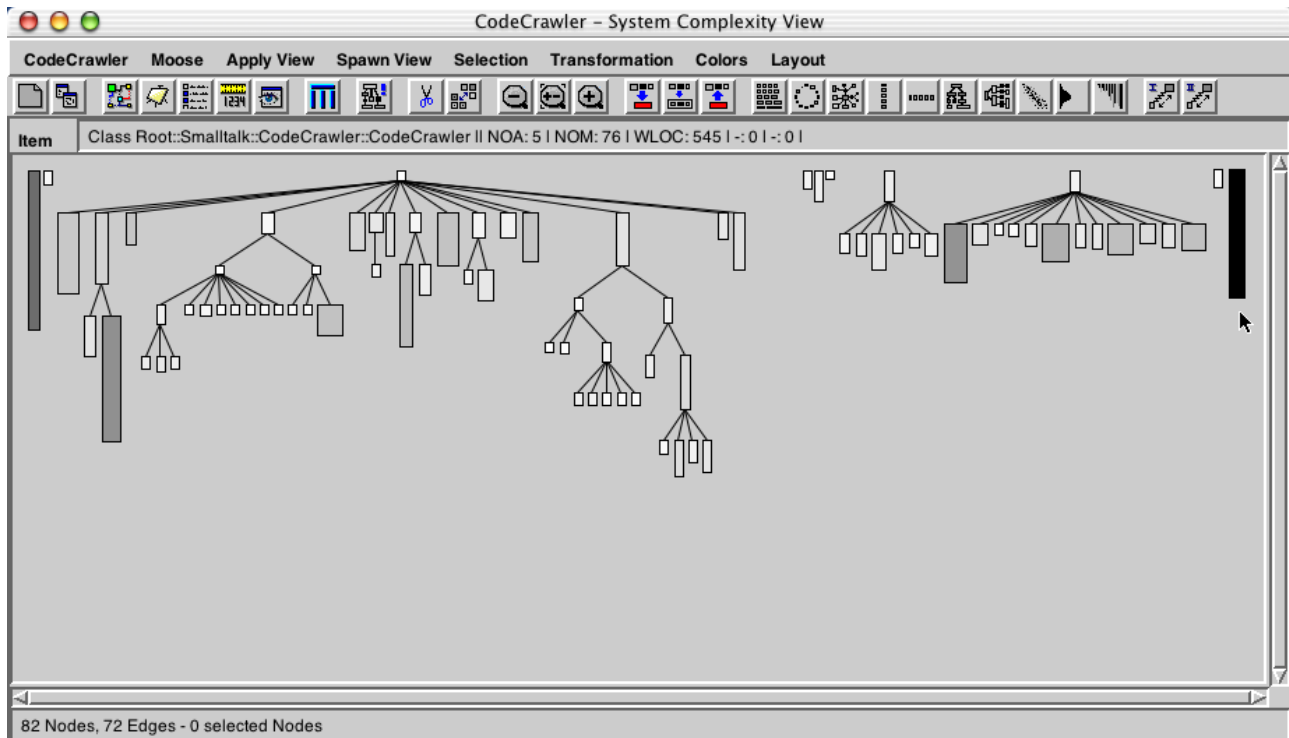 CodeCrawler – System Complexity View
CodeCrawler Moose Apply View Spawn View Selection Transformation Colors Layout
1234
Item Class Root::Smalltalk::CodeCrawler::CodeCrawler || NOA: 5 | NOM: 76 | WLOC: 545 | -: 0 | -: 0 |
82 Nodes, 72 Edges - 0 selected Nodes